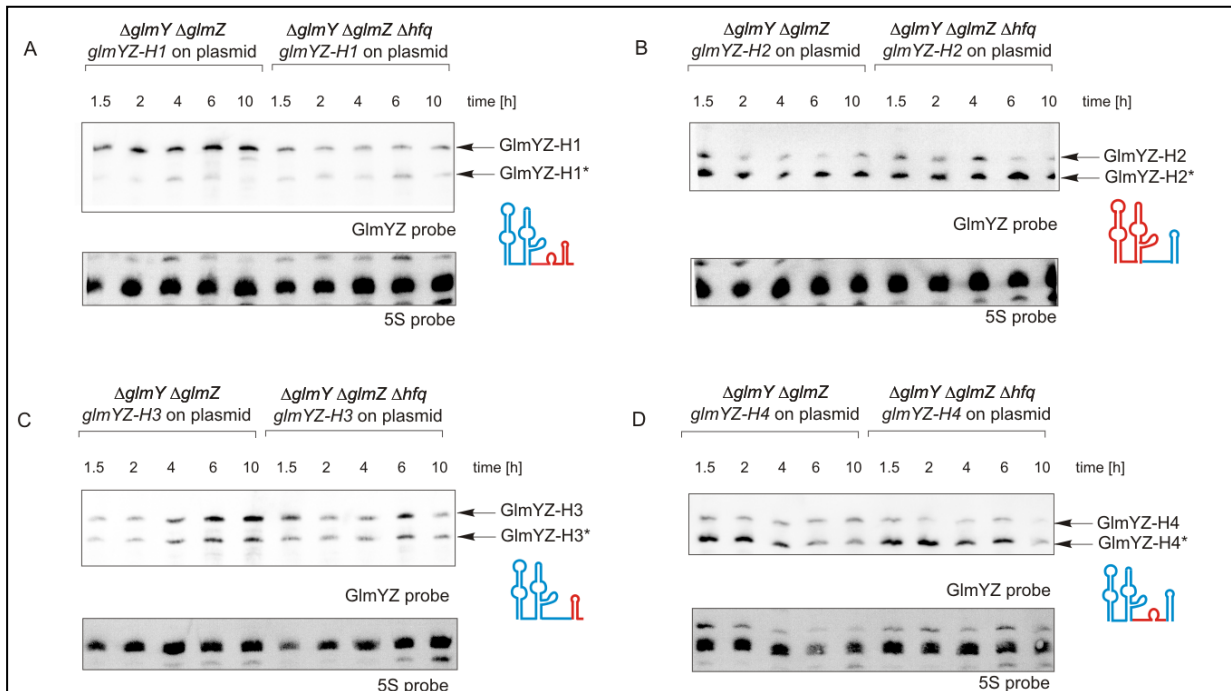 A
ΔglmY ΔglmZ
glmYZ-H1 on plasmid
ΔglmY ΔglmZ Δhfq
glmYZ-H1 on plasmid
1.5 2 4 6 10 1.5 2 4 6 10 time [h]
GlmYZ-H1
GlmYZ-H1*
GlmYZ probe
5S probe
B
ΔglmY ΔglmZ
glmYZ-H2 on plasmid
ΔglmY ΔglmZ Δhfq
glmYZ-H2 on plasmid
1.5 2 4 6 10 1.5 2 4 6 10 time [h]
GlmYZ-H2
GlmYZ-H2*
GlmYZ probe
5S probe
C
ΔglmY ΔglmZ
glmYZ-H3 on plasmid
ΔglmY ΔglmZ Δhfq
glmYZ-H3 on plasmid
1.5 2 4 6 10 1.5 2 4 6 10 time [h]
GlmYZ-H3
GlmYZ-H3*
GlmYZ probe
5S probe
D
ΔglmY ΔglmZ
glmYZ-H4 on plasmid
ΔglmY ΔglmZ Δhfq
glmYZ-H4 on plasmid
1.5 2 4 6 10 1.5 2 4 6 10 time [h]
GlmYZ-H4
GlmYZ-H4*
GlmYZ probe
5S probe